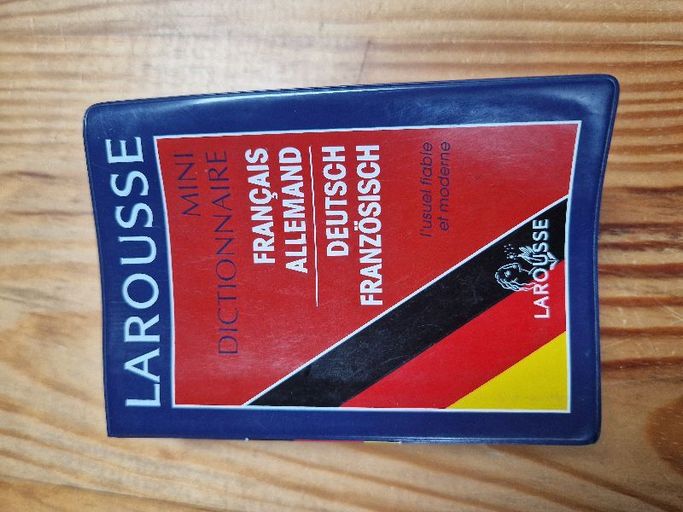 LAROUSSE
MINI
DICTIONNAIRE
FRANÇAIS
ALLEMAND
DEUTSCH
FRANZÖSISCH
l'usuel fiable
et moderne
LAROUSSE